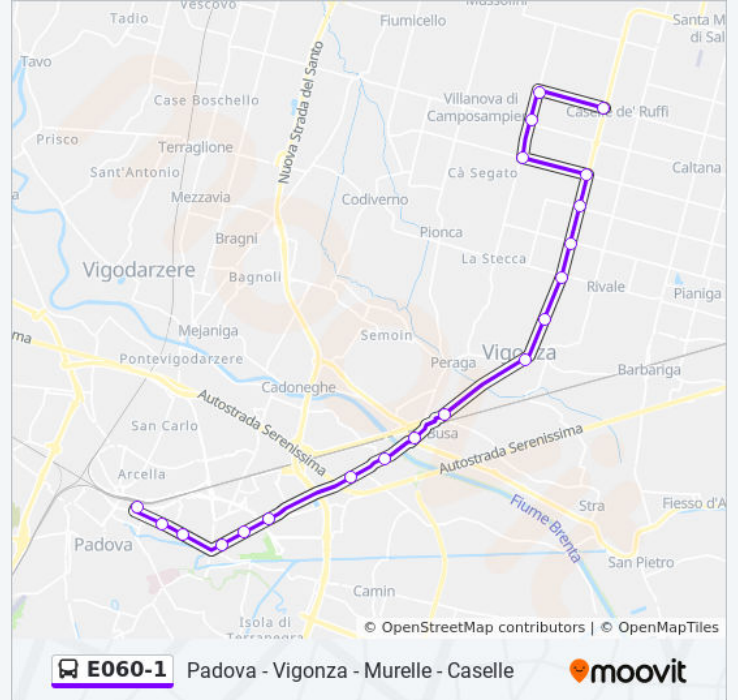 Vescovo
Mussolini
Tadio
Fiumicello
Santa M
di Sal
Tavo
Nuova Strada del Santo
Case Boschello
Villanova di
Camposampier
Caselle de' Ruffi
Prisco
Terraglione
Sant'Antonio
Cà Segato
Caltana
Mezzavia
Codiverno
Bragni
Pionca
La Stecca
Vigodarzere
Bagnoli
Rivale
Pianiga
Mejaniga
Semoin
ma
Pontevigodarzere
Peraga
Vigonza
Barbariga
Cadoneghe
Autostrada Serenissima
San Carlo
Busa
Autostrada Serenissima
Arcella
Stra
Fiesso d'A
Fiume Brenta
Padova
San Pietro
Camin
Isola di
Terranegra
© OpenStreetMap contributors | © OpenMapTiles
E060-1 Padova - Vigonza - Murelle - Caselle
moovit